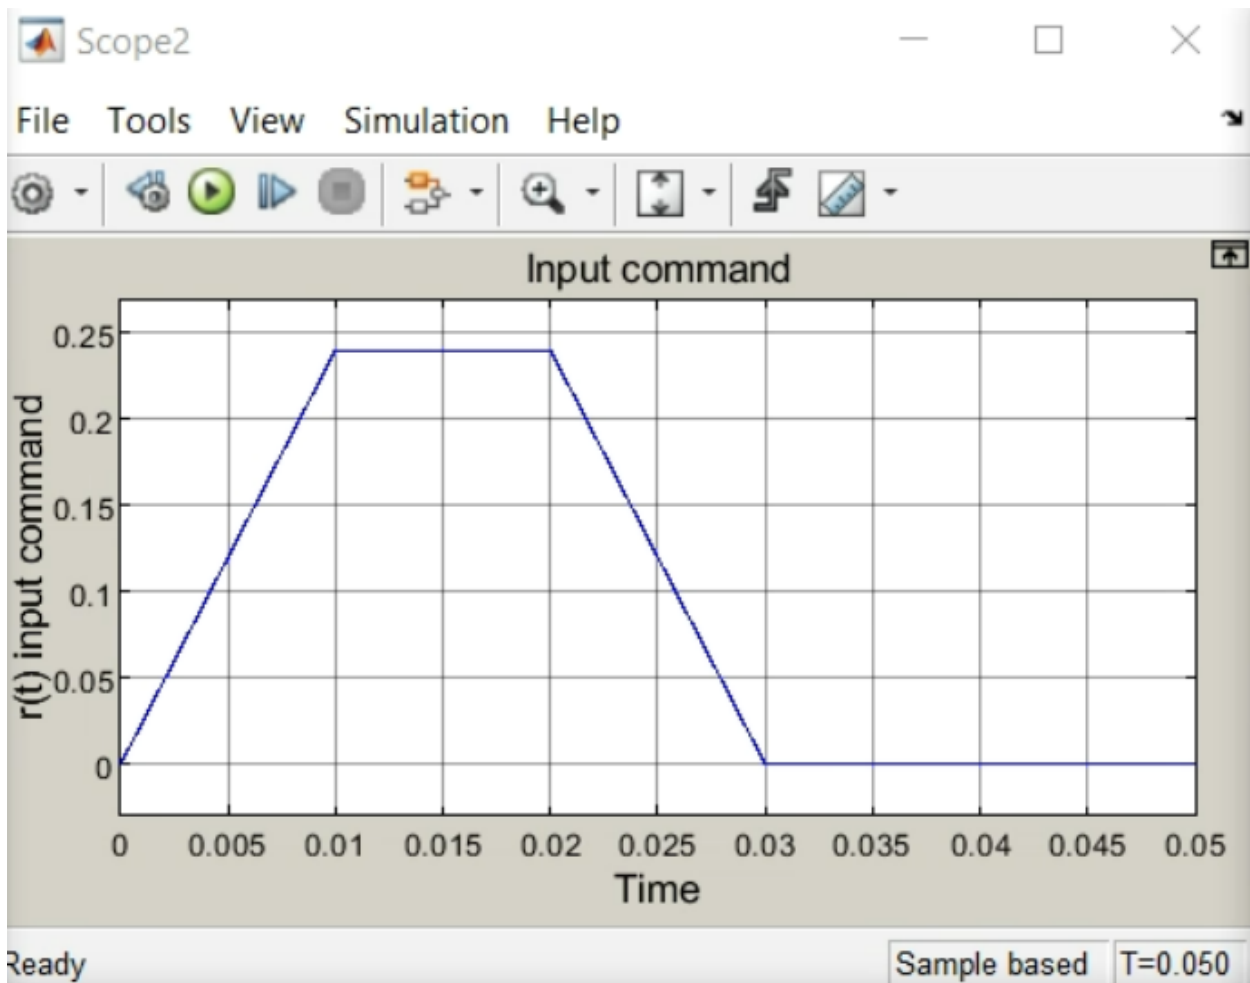 Scope2
File Tools View Simulation Help
Input command
r(t) input command
0.25
0.2
0.15
0.1
0.05
0
0 0.005 0.01 0.015 0.02 0.025 0.03 0.035 0.04 0.045 0.05
Time
Ready Sample based T=0.050